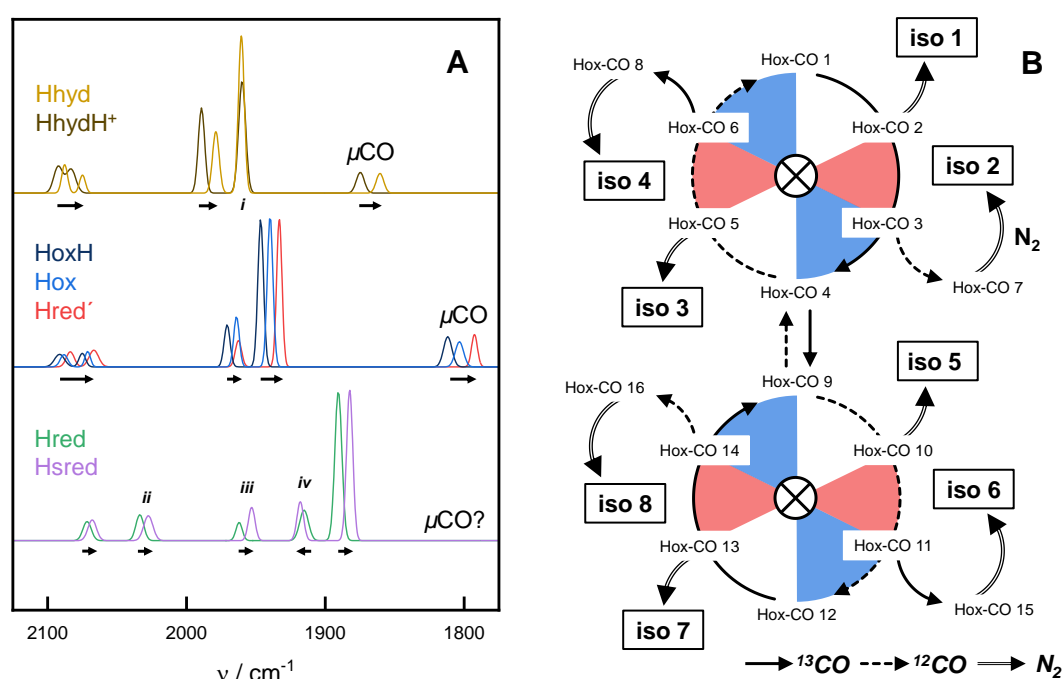 A
Hhyd
HhydH⁺
μCO
i
HoxH
Hox
Hred´
μCO
Hred
Hsred
ii
iii
iv
μCO?
2100
2000
1900
1800
ν / cm⁻¹
B
iso 1
Hox-CO 1
Hox-CO 8
Hox-CO 6
Hox-CO 2
iso 2
iso 4
Hox-CO 5
Hox-CO 3
N₂
iso 3
Hox-CO 4
Hox-CO 7
iso 5
Hox-CO 9
Hox-CO 16
Hox-CO 14
Hox-CO 10
iso 6
iso 8
Hox-CO 13
Hox-CO 11
iso 7
Hox-CO 12
Hox-CO 15
¹³CO ¹²CO N₂